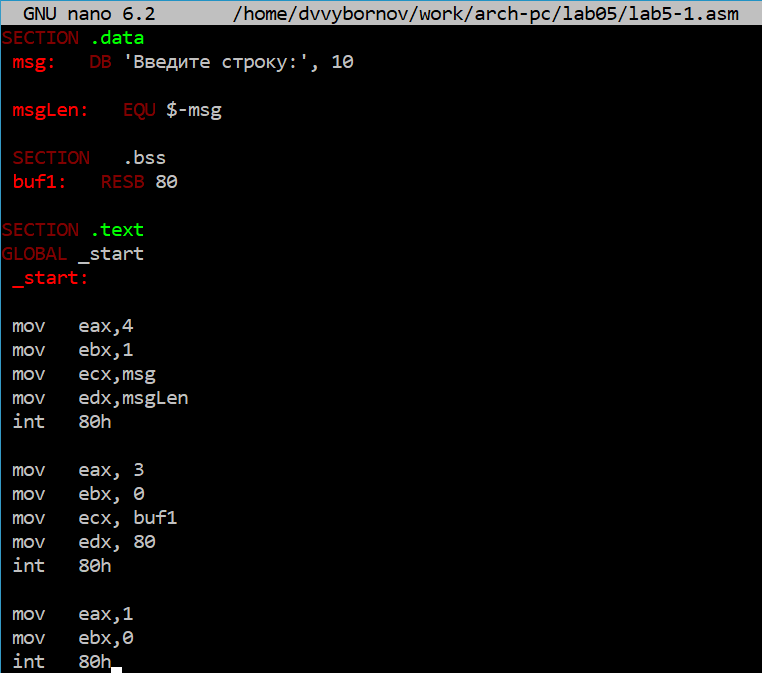 GNU nano 6.2 /home/dvvybornov/work/arch-pc/lab05/lab5-1.asm
SECTION .data
msg: DB 'Введите строку:', 10
msgLen: EQU $-msg
SECTION .bss
buf1: RESB 80
SECTION .text
GLOBAL _start
_start:
mov eax,4
mov ebx,1
mov ecx,msg
mov edx,msgLen
int 80h
mov eax, 3
mov ebx, 0
mov ecx, buf1
mov edx, 80
int 80h
mov eax,1
mov ebx,0
int 80h